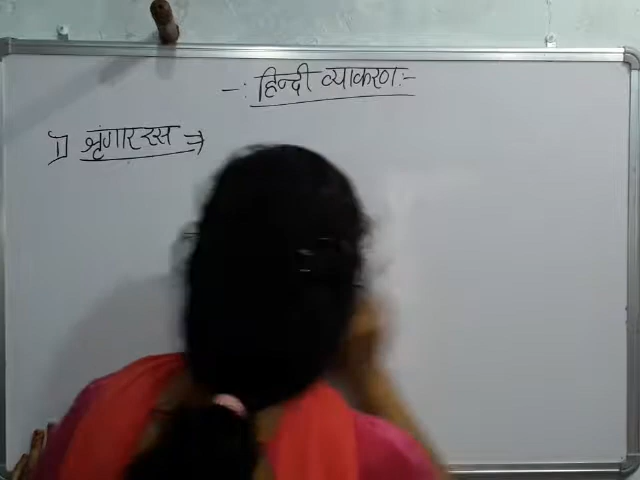 -: हिन्दी व्याकरण:-
1] श्रृंगार रस →